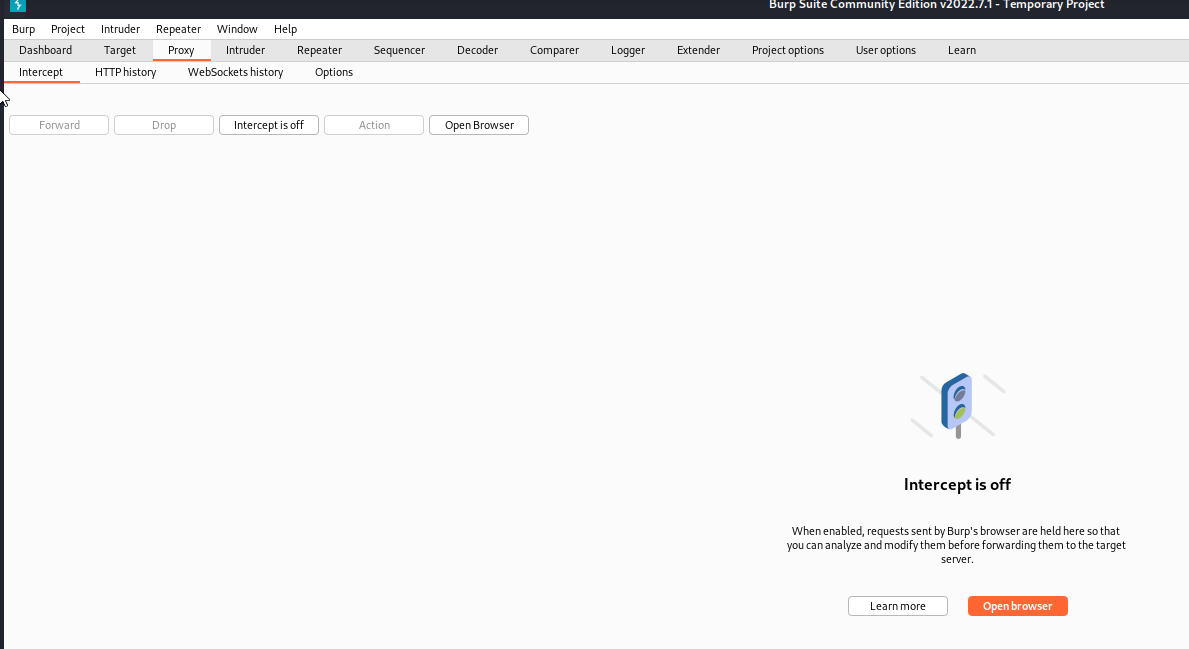 Burp Suite Community Edition v2022.7.1 - Temporary Project
Burp Project Intruder Repeater Window Help
Dashboard Target Proxy Intruder Repeater Sequencer Decoder Comparer Logger Extender Project options User options Learn
Intercept HTTP history WebSockets history Options
Forward Drop Intercept is off Action Open Browser
Intercept is off
When enabled, requests sent by Burp's browser are held here so that
you can analyze and modify them before forwarding them to the target
server.
Learn more Open browser